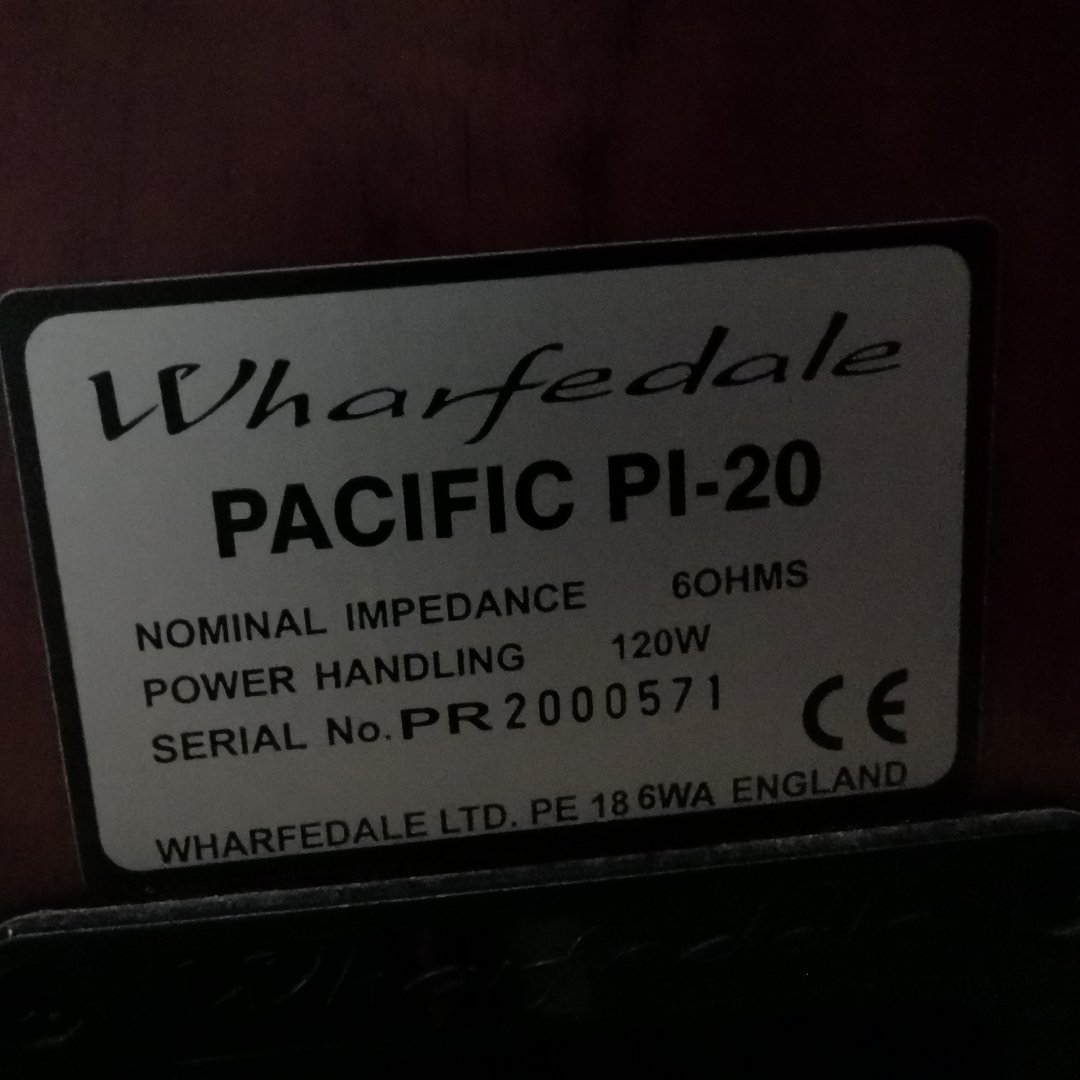 Wharfedale
PACIFIC PI-20
NOMINAL IMPEDANCE 6OHMS
POWER HANDLING 120W
SERIAL No. PR2000571
CE
WHARFEDALE LTD. PE 18 6WA ENGLAND
Wharfedale